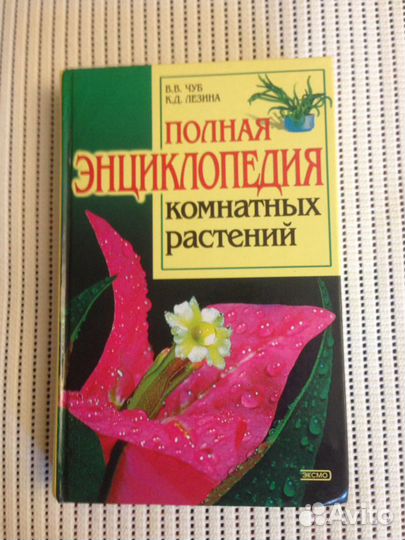 В.В. ЧУБ
К.Д. ЛЕЗИНА
ПОЛНАЯ
ЭНЦИКЛОПЕДИЯ
КОМНАТНЫХ
РАСТЕНИЙ
ЭКСМО
Avito